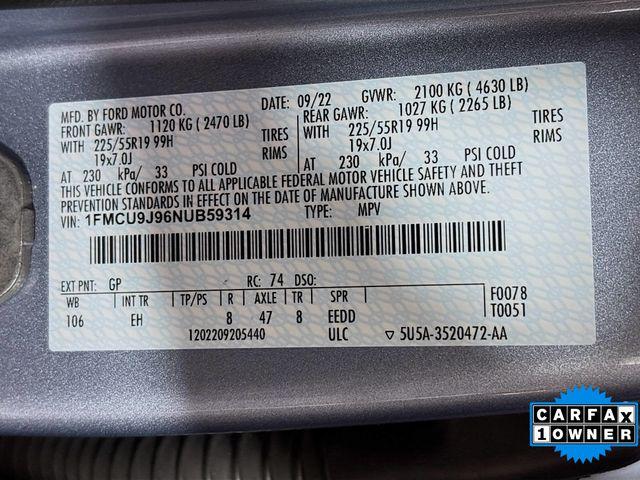 MFD. BY FORD MOTOR CO. DATE: 09/22 GVWR: 2100 KG ( 4630 LB)
FRONT GAWR: 1120 KG ( 2470 LB) REAR GAWR: 1027 KG ( 2265 LB)
WITH 225/55R19 99H TIRES WITH 225/55R19 99H TIRES
19x7.0J RIMS 19x7.0J RIMS
AT 230 kPa/ 33 PSI COLD AT 230 kPa/ 33 PSI COLD
THIS VEHICLE CONFORMS TO ALL APPLICABLE FEDERAL MOTOR VEHICLE SAFETY AND THEFT
PREVENTION STANDARDS IN EFFECT ON THE DATE OF MANUFACTURE SHOWN ABOVE.
VIN: 1FMCU9J96NUB59314 TYPE: MPV
EXT PNT: GP RC: 74 DSO:
WB INT TR TP/PS R AXLE TR SPR F0078
106 EH 8 47 8 EEDD T0051
1202209205440 ULC ▽ 5U5A-3520472-AA
CARFAX
1 OWNER